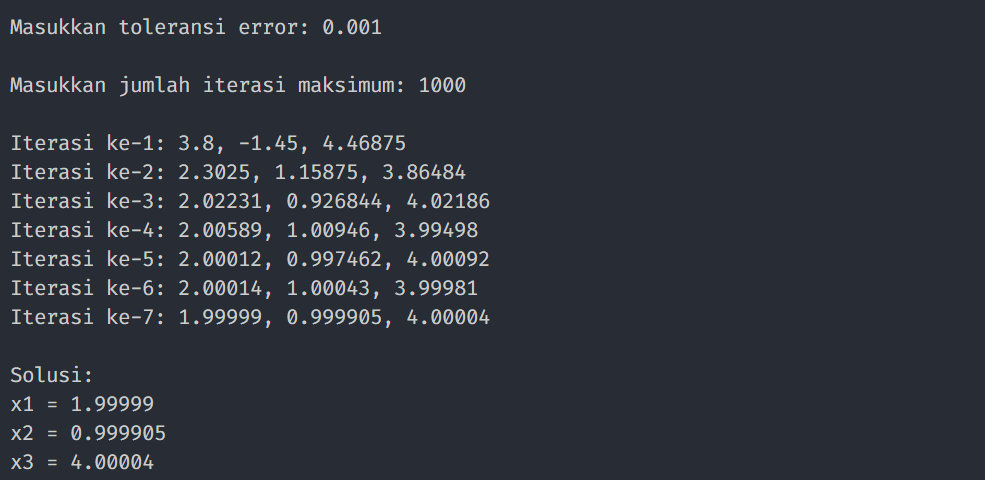 Masukkan toleransi error: 0.001
Masukkan jumlah iterasi maksimum: 1000
Iterasi ke-1: 3.8, -1.45, 4.46875
Iterasi ke-2: 2.3025, 1.15875, 3.86484
Iterasi ke-3: 2.02231, 0.926844, 4.02186
Iterasi ke-4: 2.00589, 1.00946, 3.99498
Iterasi ke-5: 2.00012, 0.997462, 4.00092
Iterasi ke-6: 2.00014, 1.00043, 3.99981
Iterasi ke-7: 1.99999, 0.999905, 4.00004
Solusi:
x1 = 1.99999
x2 = 0.999905
x3 = 4.00004